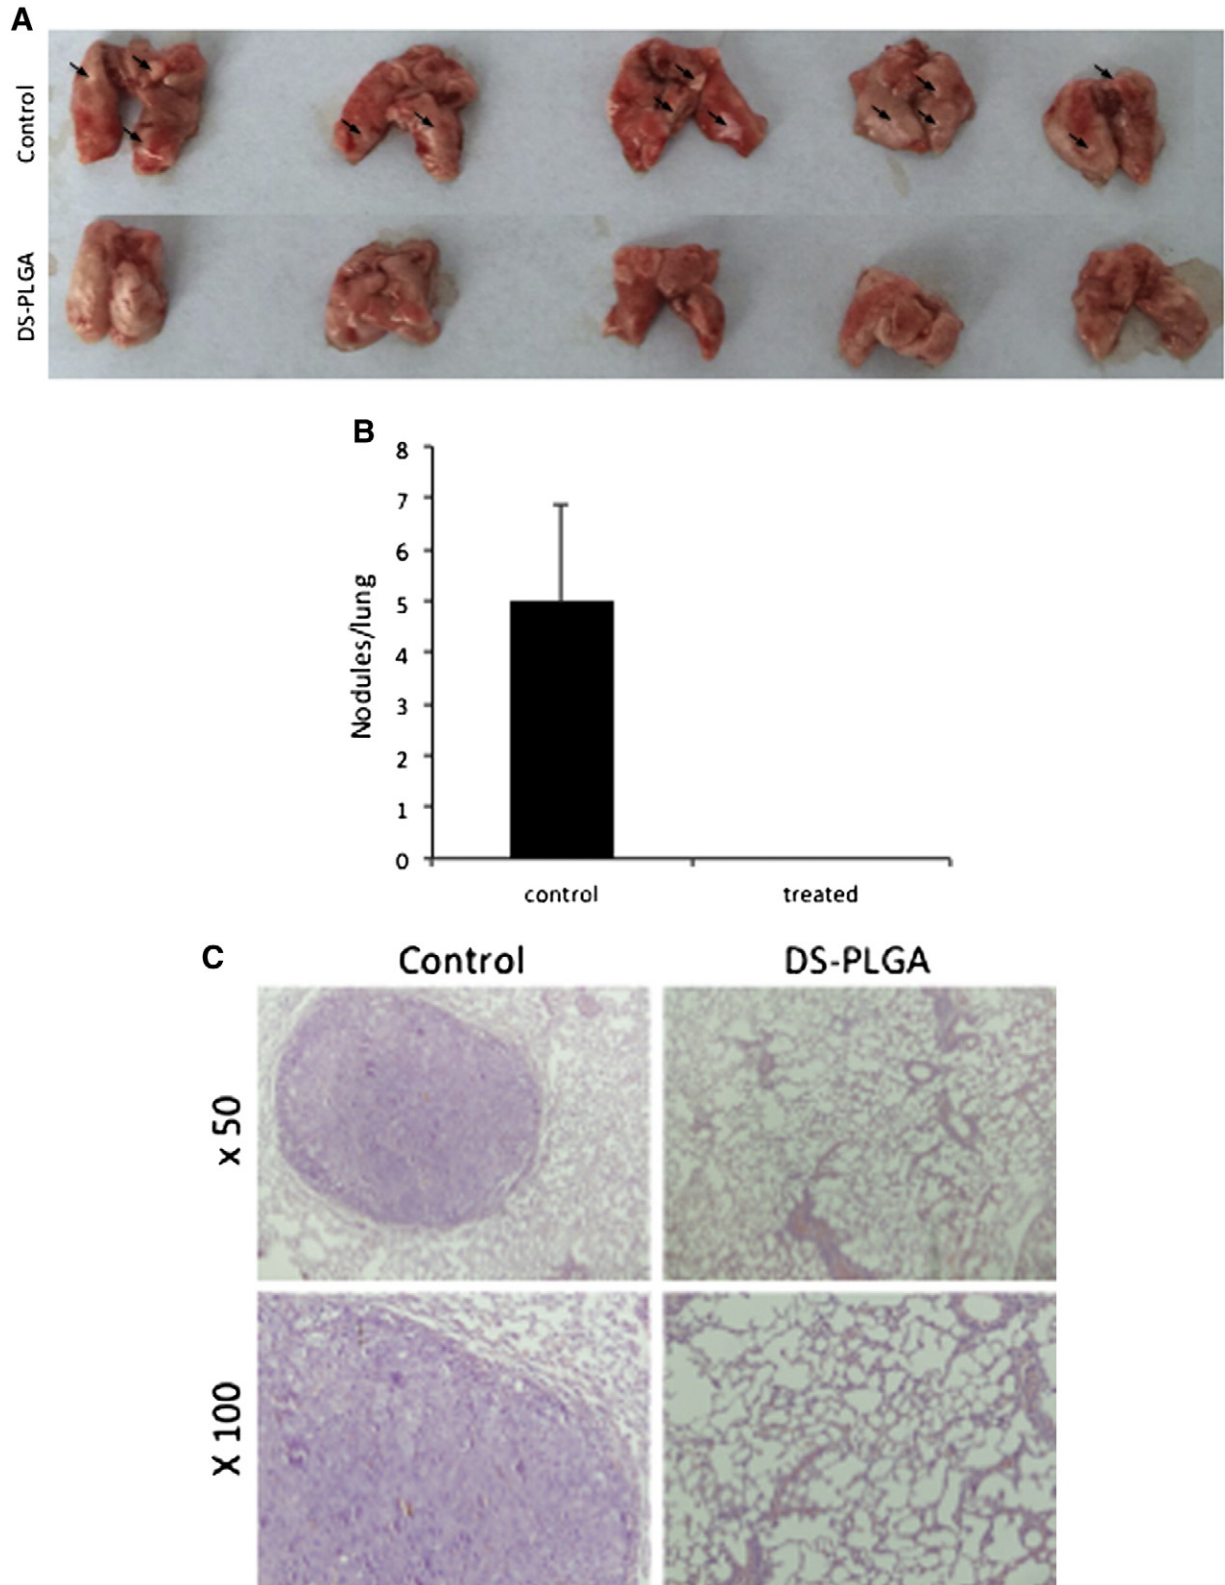 A
Control
DS-PLGA
B
8
7
6
5
4
3
2
1
0
Nodules/lung
control
treated
C
Control
DS-PLGA
x 50
X 100